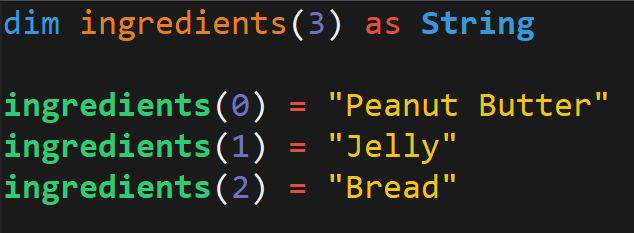 dim ingredients(3) as String
ingredients(0) = "Peanut Butter"
ingredients(1) = "Jelly"
ingredients(2) = "Bread"